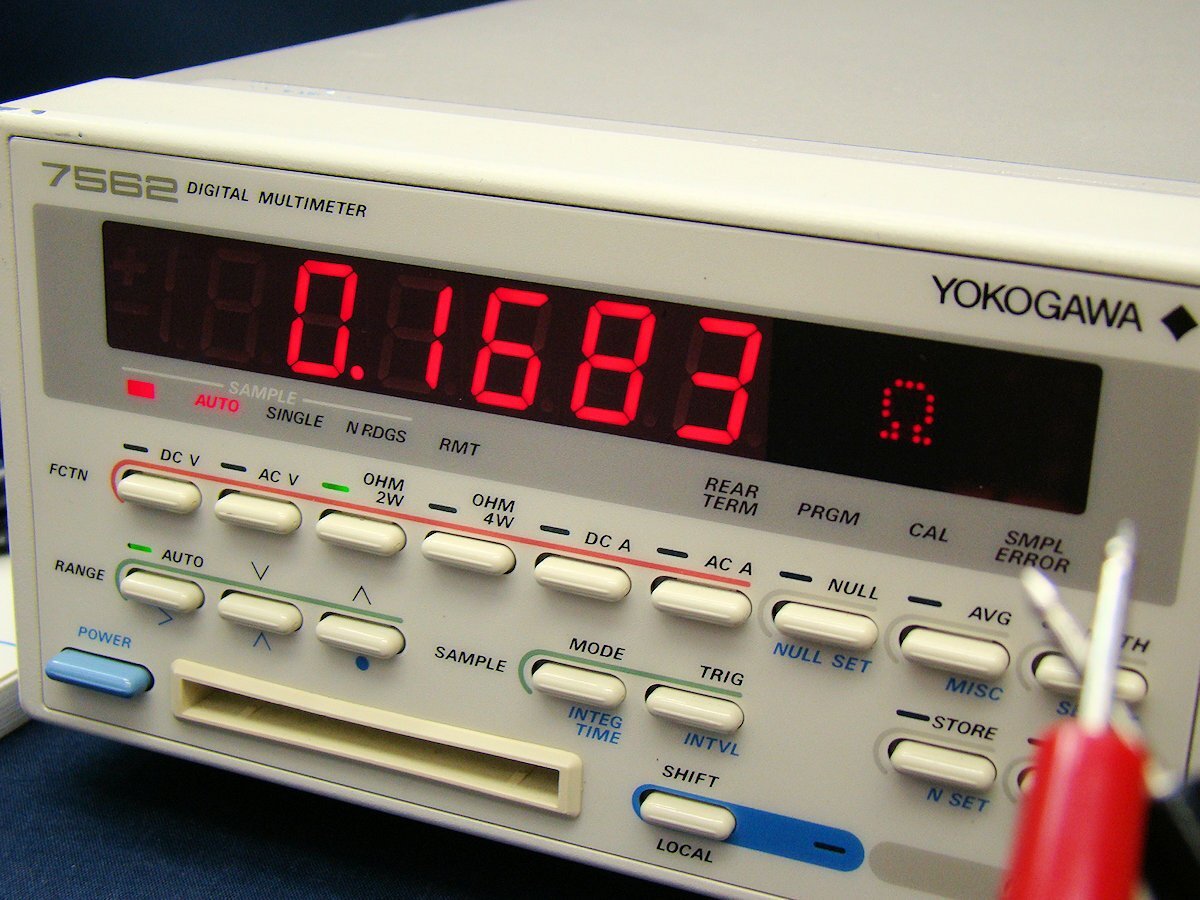 7562 DIGITAL MULTIMETER
YOKOGAWA
0.1683 Ω
SAMPLE
AUTO SINGLE N RDGS RMT
REAR TERM PRGM CAL SMPL ERROR
FCTN DC V AC V OHM 2W OHM 4W DC A AC A NULL AVG
NULL SET MISC
RANGE AUTO
POWER
SAMPLE MODE TRIG
INTEG TIME INTVL
STORE
N SET
SHIFT
LOCAL